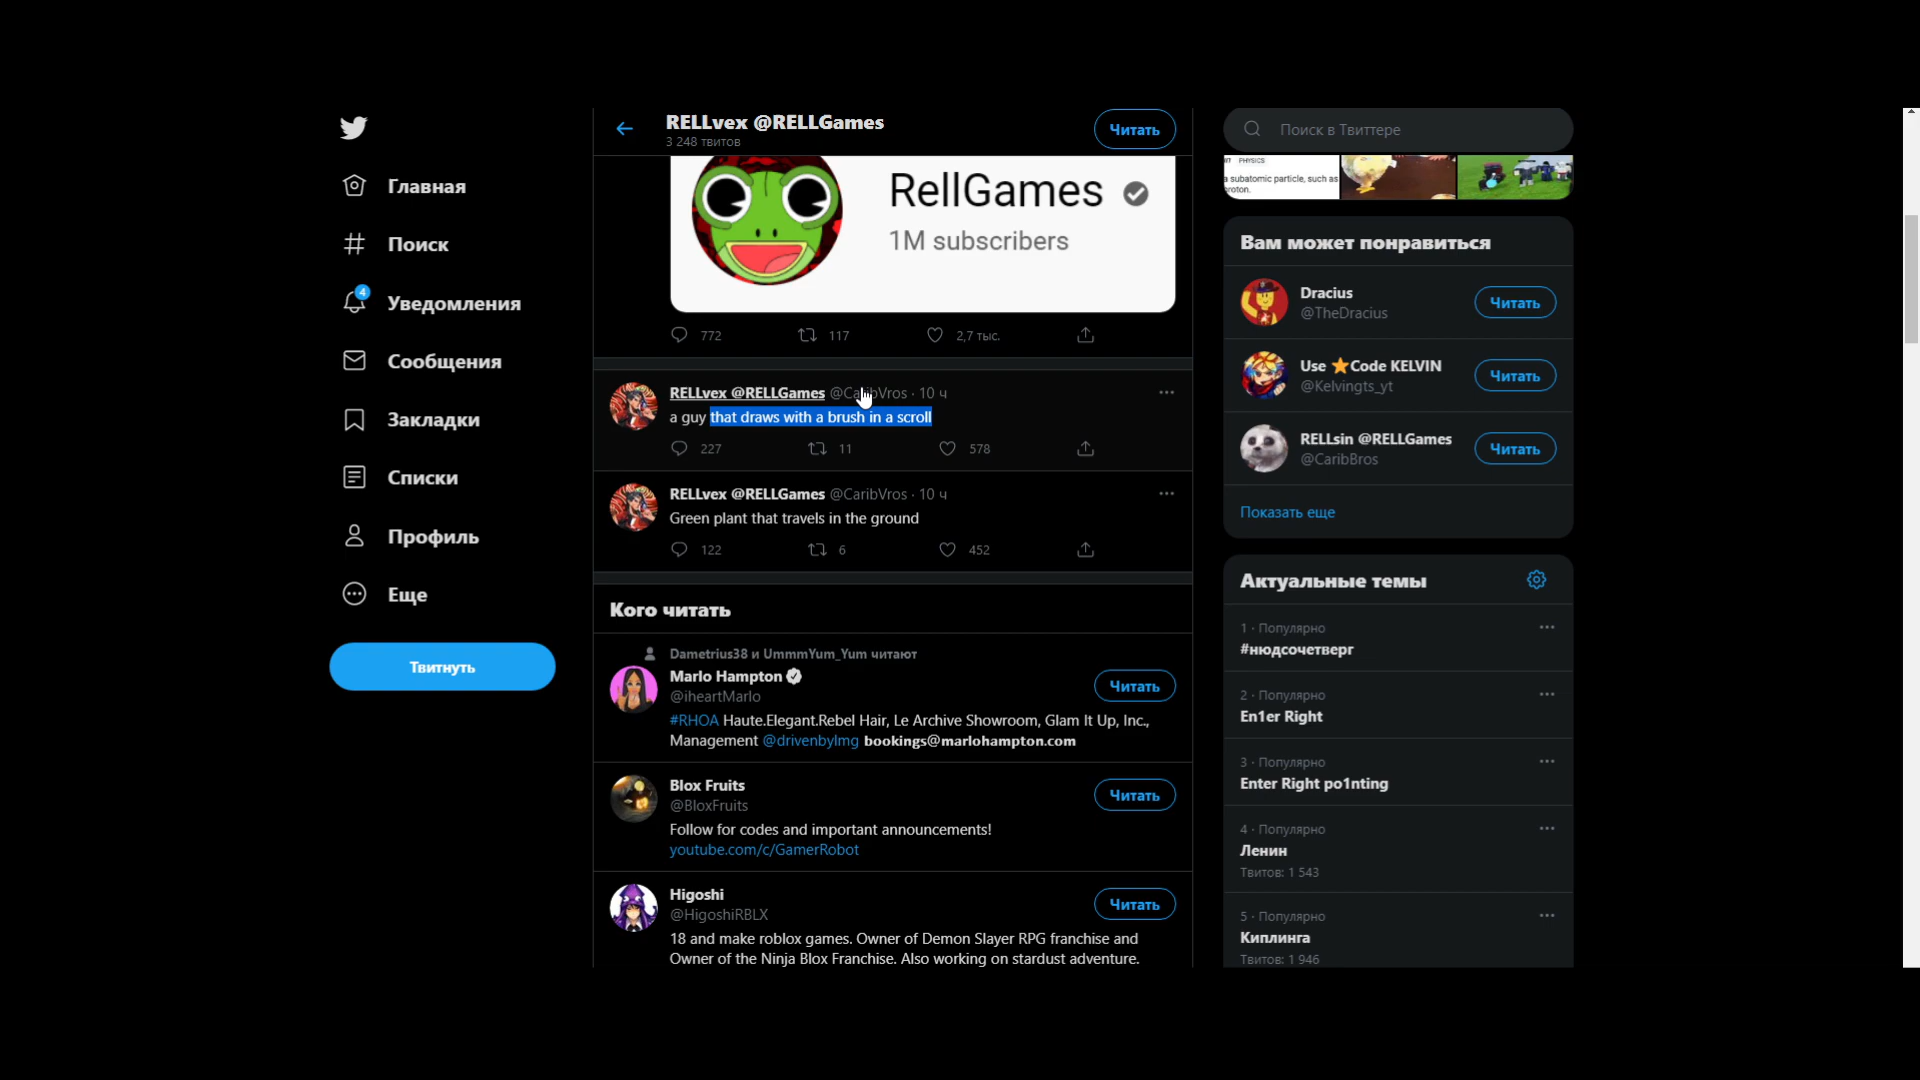 Главная
Поиск
4
Уведомления
Сообщения
Закладки
Списки
Профиль
Еще
Твитнуть
RELLvex @RELLGames
3 248 твитов
Читать
RellGames
1M subscribers
772 117 2,7 тыс.
RELLvex @RELLGames @CaribVros · 10 ч
a guy that draws with a brush in a scroll
227 11 578
RELLvex @RELLGames @CaribVros · 10 ч
Green plant that travels in the ground
122 6 452
Кого читать
Dametrius38 и UmmmYum_Yum читают
Marlo Hampton
@iheartMarlo
Читать
#RHOA Haute.Elegant.Rebel Hair, Le Archive Showroom, Glam It Up, Inc.,
Management @drivenbylmg bookings@marlohampton.com
Blox Fruits
@BloxFruits
Читать
Follow for codes and important announcements!
youtube.com/c/GamerRobot
Higoshi
@HigoshiRBLX
Читать
18 and make roblox games. Owner of Demon Slayer RPG franchise and
Owner of the Ninja Blox Franchise. Also working on stardust adventure.
Поиск в Твиттере
PHYSICS
a subatomic particle, such as
Вам может понравиться
Dracius
@TheDracius
Читать
Use ⭐Code KELVIN
@Kelvingts_yt
Читать
RELLsin @RELLGames
@CaribBros
Читать
Показать еще
Актуальные темы
1 · Популярно
#нюдсочетверг
2 · Популярно
En1er Right
3 · Популярно
Enter Right po1nting
4 · Популярно
Ленин
Твитов: 1 543
5 · Популярно
Киплинга
Твитов: 1 946